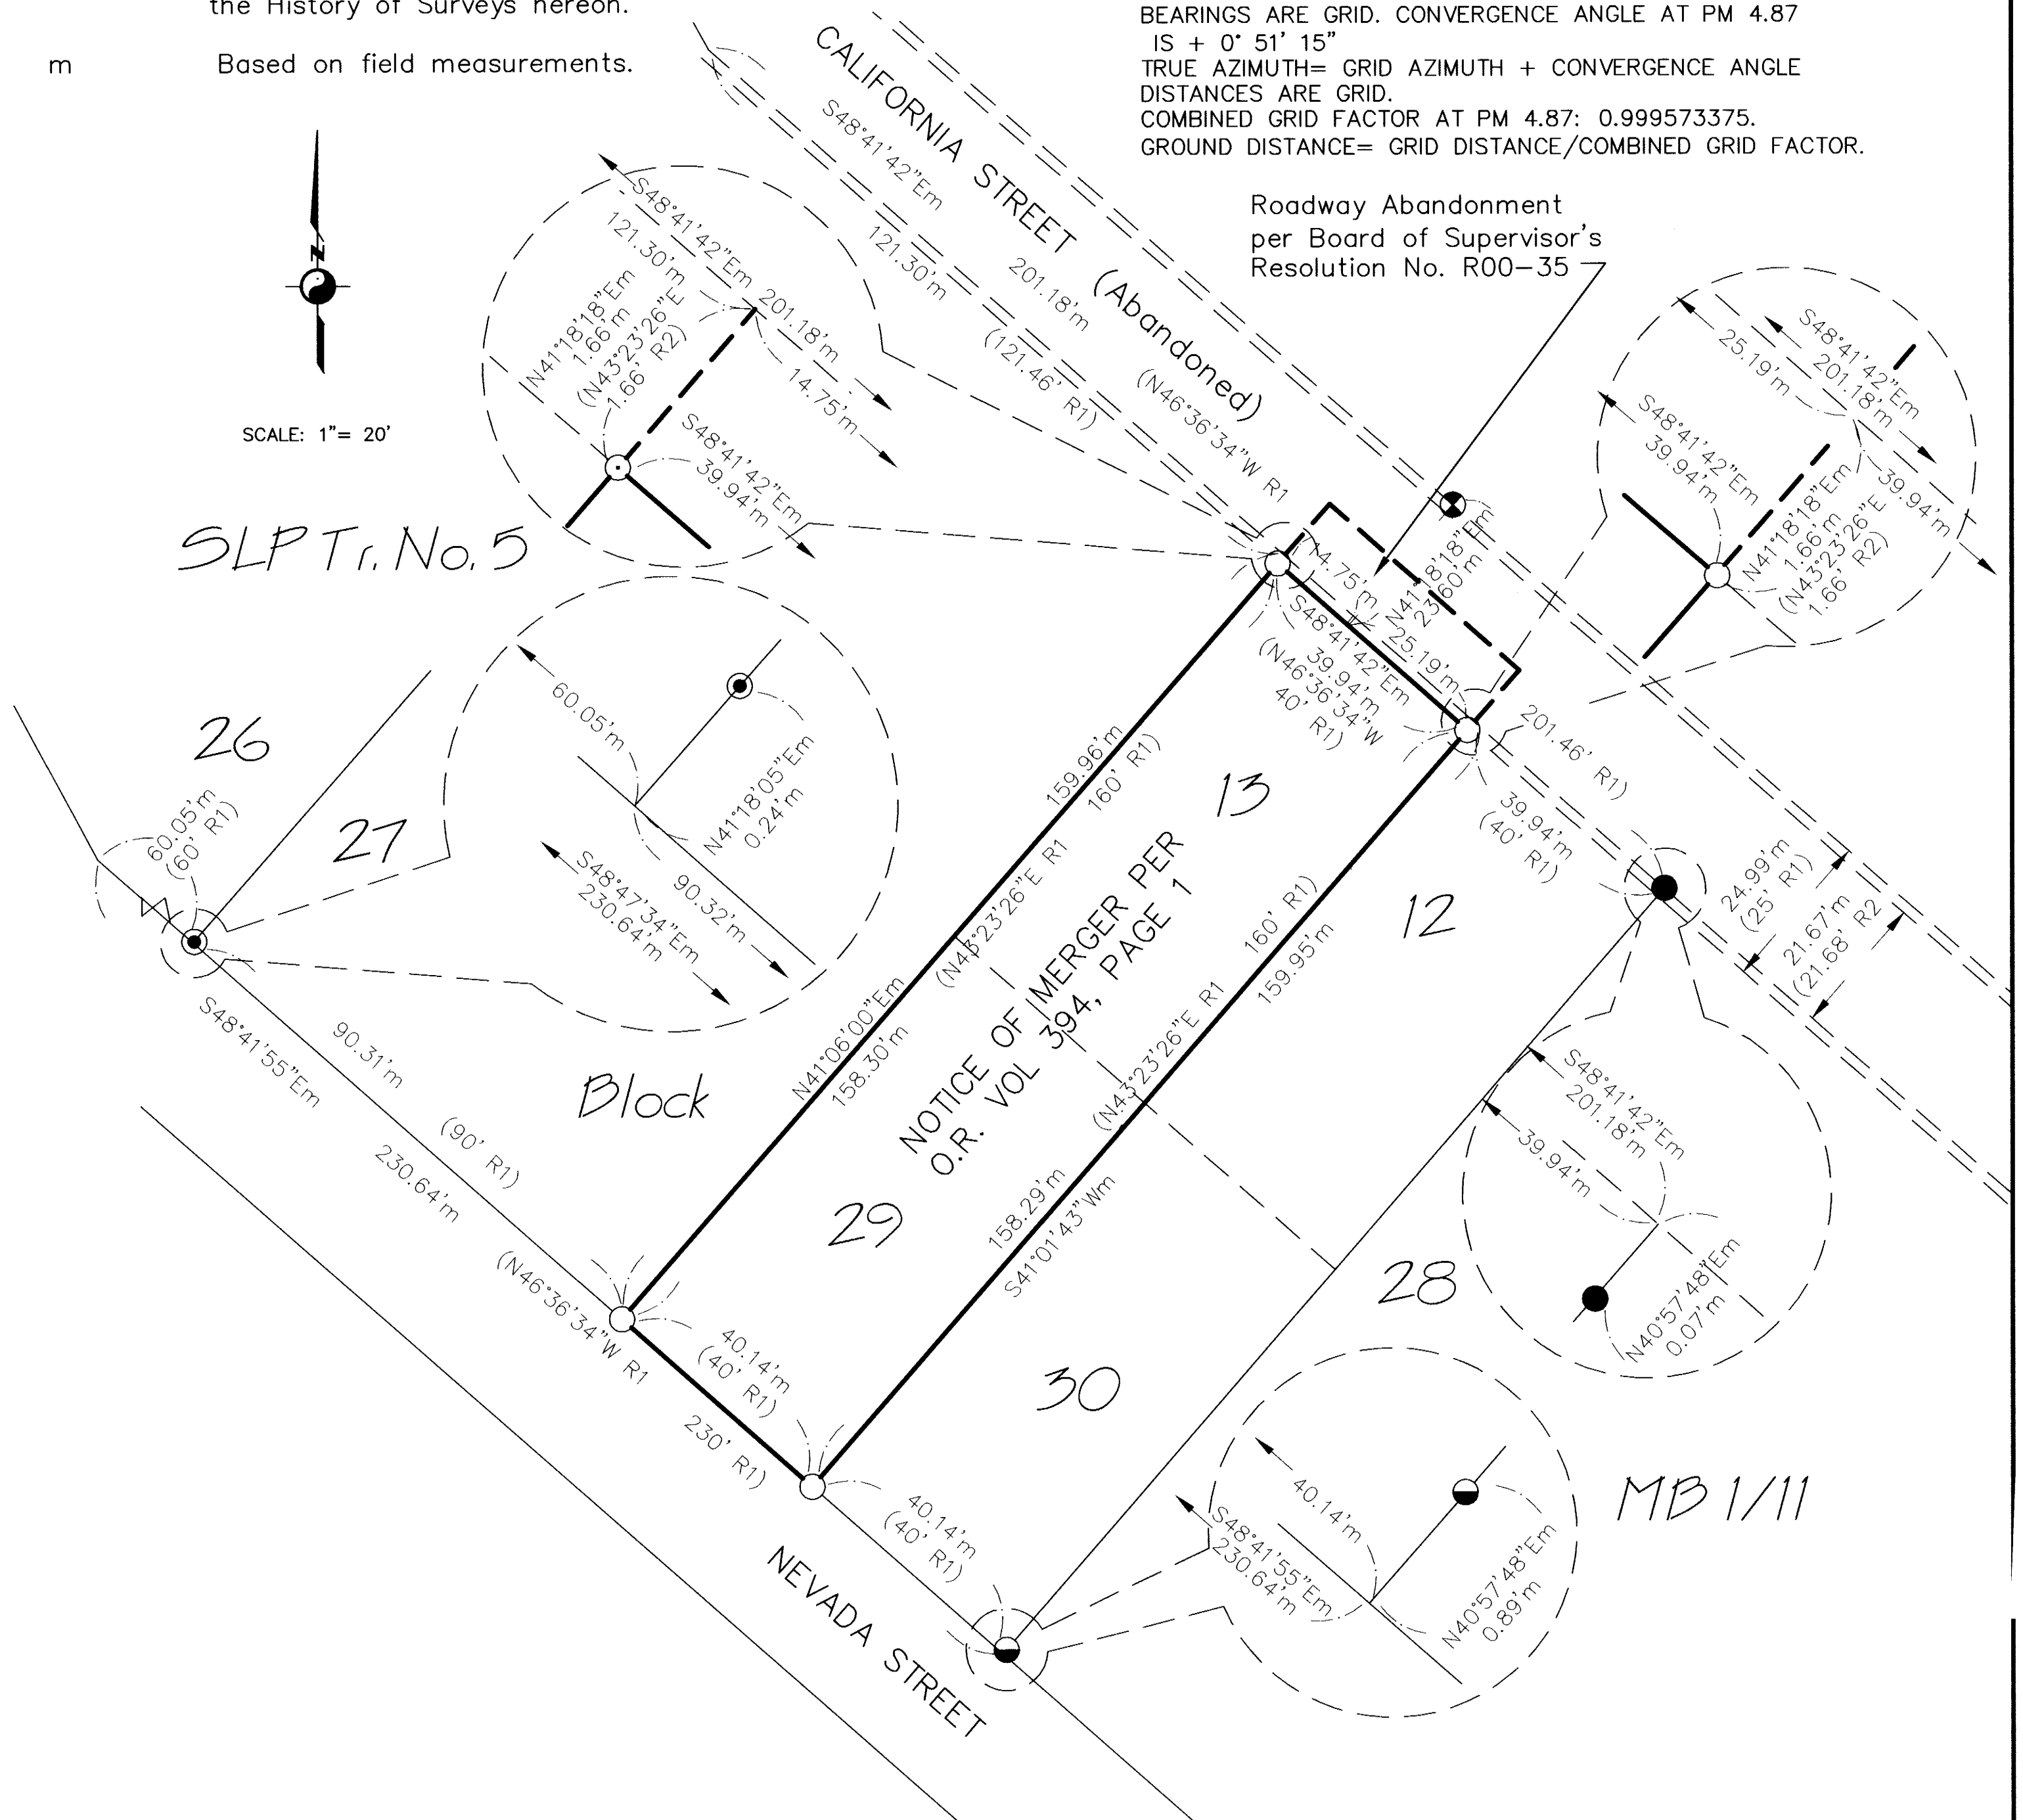 the History of Surveys hereon.
m Based on field measurements.
BEARINGS ARE GRID. CONVERGENCE ANGLE AT PM 4.87
IS + 0° 51' 15"
TRUE AZIMUTH= GRID AZIMUTH + CONVERGENCE ANGLE
DISTANCES ARE GRID.
COMBINED GRID FACTOR AT PM 4.87: 0.999573375.
GROUND DISTANCE= GRID DISTANCE/COMBINED GRID FACTOR.
Roadway Abandonment
per Board of Supervisor's
Resolution No. R00-35
N
SCALE: 1"= 20'
CALIFORNIA STREET (Abandoned)
S48°41'42"Em
121.30'm
201.18'm
(121.46' R1)
(N46°36'34"W R1
201.46' R1)
S48°41'42"Em
121.30'm
201.18'm
14.75'm
N41°18'18"Em
1.66'm
(N43°23'26"E
1.66' R2)
S48°41'42"Em
39.94'm
S48°41'42"Em
201.18'm
25.19'm
S48°41'42"Em
39.94'm
39.94'm
N41°18'18"Em
1.66'm
(N43°23'26"E
1.66' R2)
SLP Tr. No. 5
14.75'm
N41°18'18"Em
23.60'm
25.19'm
S48°41'42"Em
39.94'm
(N46°36'34"W
40' R1)
39.94'm
(40' R1)
24.99'm
(25' R1)
21.67'm
(21.68' R2
26
27
60.05'm
(60' R1)
60.05'm
N41°18'05"Em
0.24'm
90.32'm
S48°47'34"Em
230.64'm
159.96'm
160' R1)
(N43°23'26"E R1
N41°06'00"Em
158.30'm
13
12
NOTICE OF MERGER PER
O.R. VOL 394, PAGE 1
160' R1)
159.95'm
(N43°23'26"E R1
158.29'm
S41°01'43"Wm
S48°41'55"Em
90.31'm
(90' R1)
230.64'm
Block
29
28
30
(N46°36'34"W R1
230' R1)
40.14'm
(40' R1)
40.14'm
(40' R1)
S48°41'42"Em
201.18'm
39.94'm
N40°57'48"Em
0.07'm
40.14'm
S48°41'55"Em
230.64'm
N40°57'48"Em
0.89'm
MB 1/11
NEVADA STREET